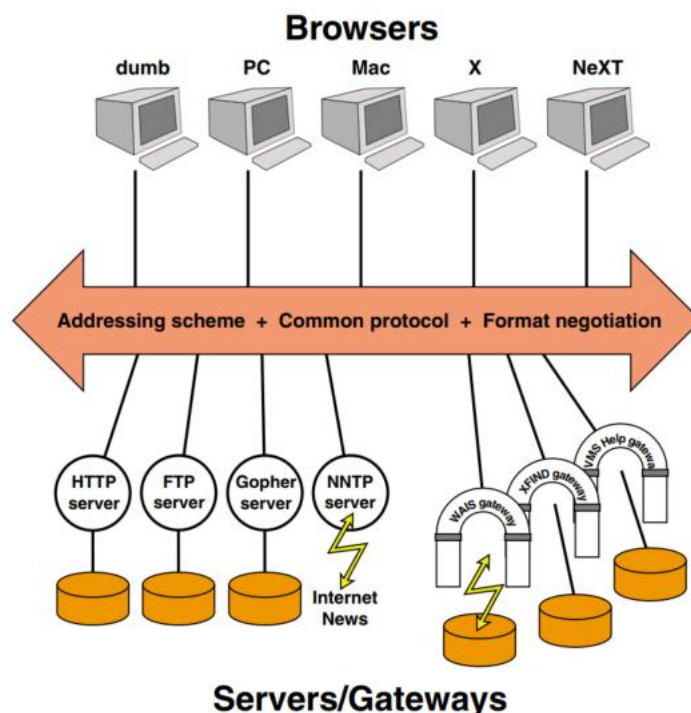 Browsers
dumb PC Mac X NeXT
Addressing scheme + Common protocol + Format negotiation
HTTP
server
FTP
server
Gopher
server
NNTP
server
Internet
News
WAIS gateway
XFIND gateway
VMS Help gateway
Servers/Gateways